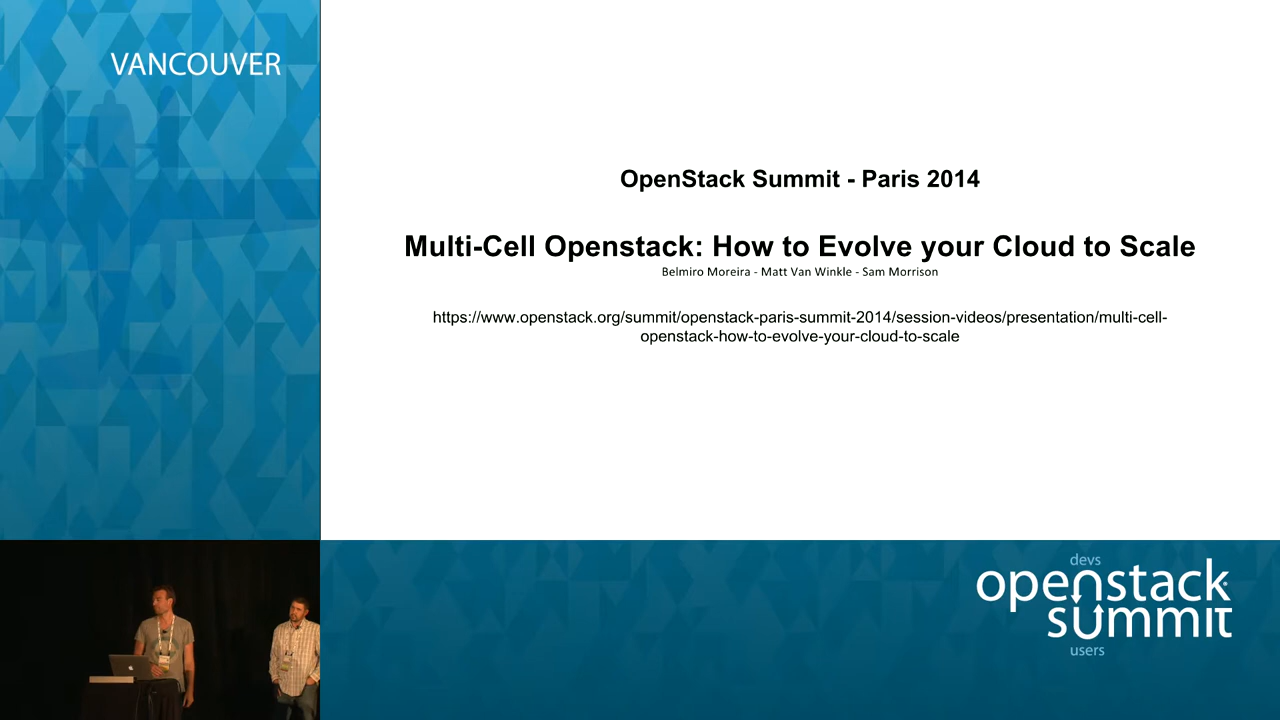 VANCOUVER
OpenStack Summit - Paris 2014
Multi-Cell Openstack: How to Evolve your Cloud to Scale
Belmiro Moreira - Matt Van Winkle - Sam Morrison
https://www.openstack.org/summit/openstack-paris-summit-2014/session-videos/presentation/multi-cell-
openstack-how-to-evolve-your-cloud-to-scale
devs
openstack
summit
users